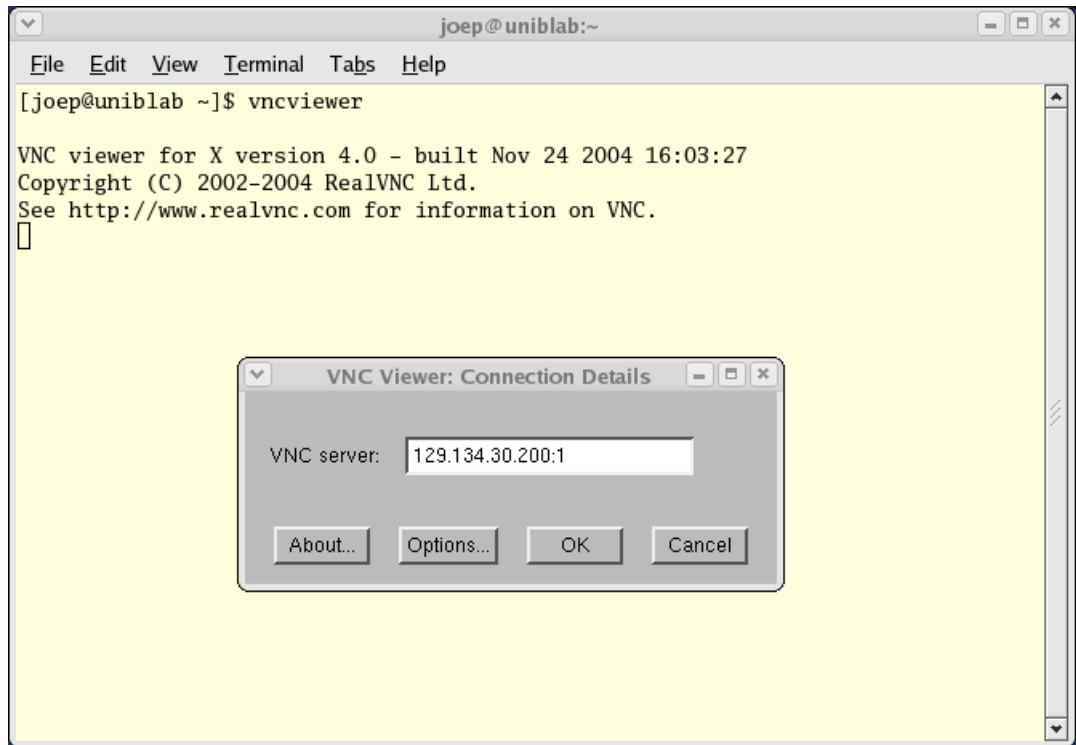 joep@uniblab:~
File Edit View Terminal Tabs Help
[joep@uniblab ~]$ vncviewer
VNC viewer for X version 4.0 - built Nov 24 2004 16:03:27
Copyright (C) 2002-2004 RealVNC Ltd.
See http://www.realvnc.com for information on VNC.
VNC Viewer: Connection Details
VNC server: 129.134.30.200:1
About... Options... OK Cancel